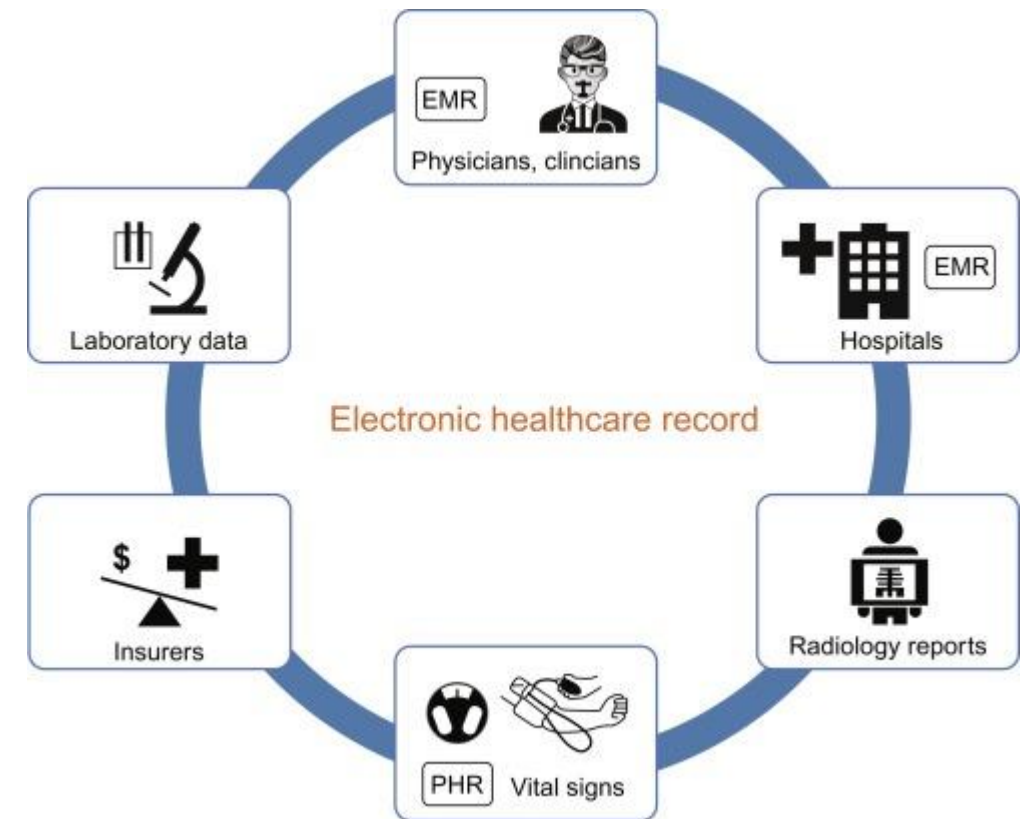 EMR
Physicians, clincians
EMR
Hospitals
Laboratory data
Electronic healthcare record
$
Insurers
Radiology reports
PHR
Vital signs